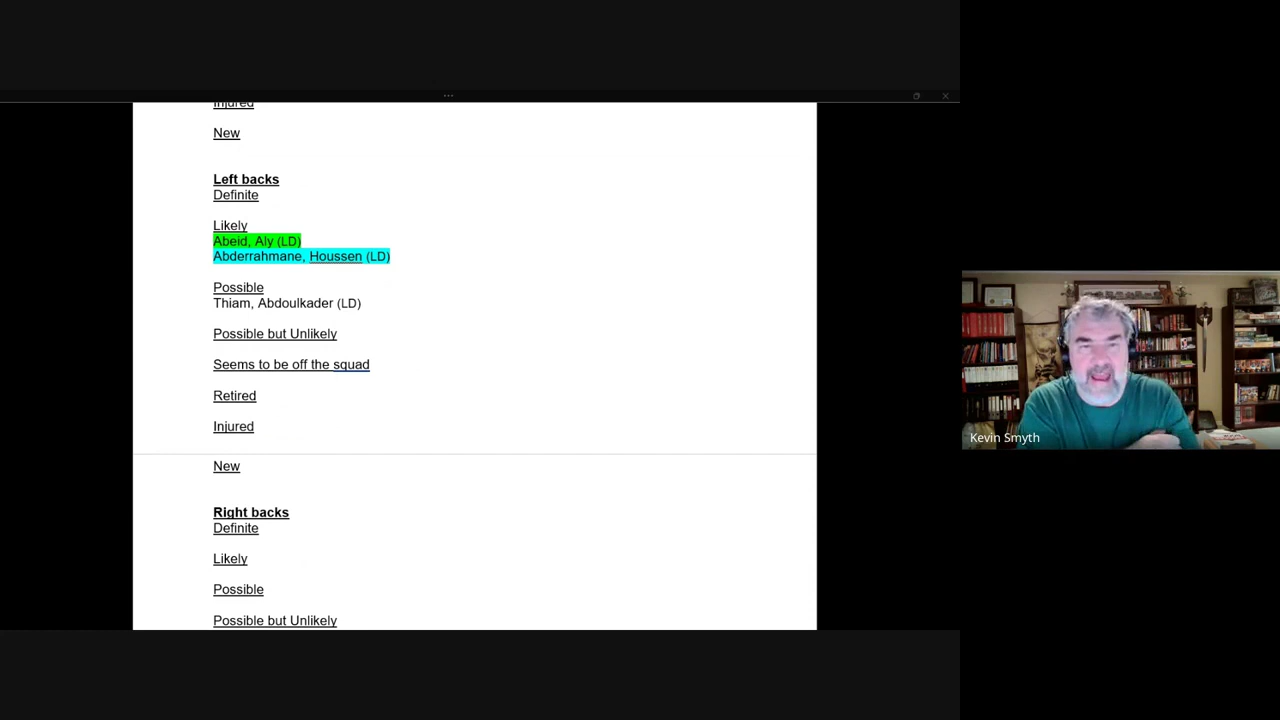 Injured
New
Left backs
Definite
Likely
Abeid, Aly (LD)
Abderrahmane, Houssen (LD)
Possible
Thiam, Abdoulkader (LD)
Possible but Unlikely
Seems to be off the squad
Retired
Injured
New
Right backs
Definite
Likely
Possible
Possible but Unlikely
Kevin Smyth